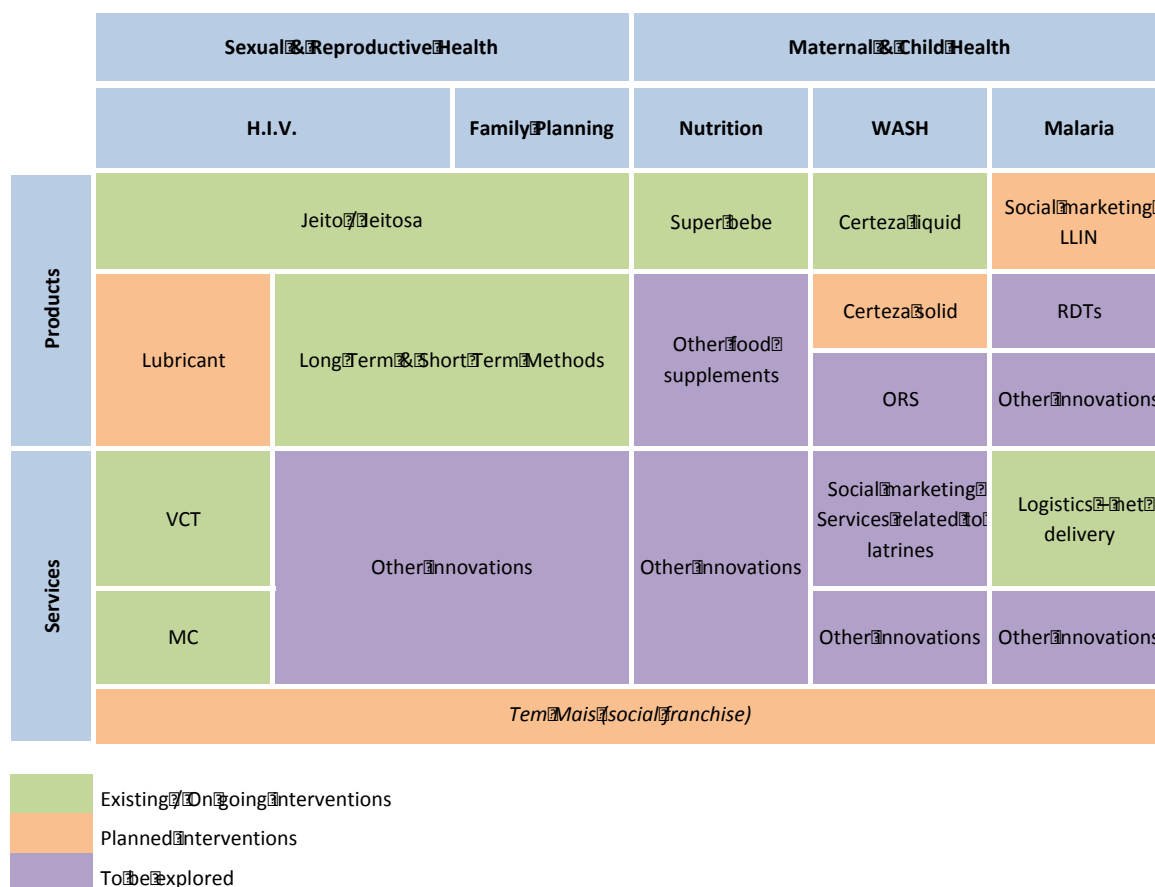 Sexual & Reproductive Health
Maternal & Child Health
H.I.V.
Family Planning
Nutrition
WASH
Malaria
Products
Jeito / Jeitosa
Super bebe
Certeza liquid
Social marketing
LLIN
Lubricant
Long Term & Short Term Methods
Other food
supplements
Certeza solid
RDTs
ORS
Other innovations
Services
VCT
Other innovations
Other innovations
Social marketing
Services related to
latrines
Logistics – net
delivery
MC
Other innovations
Other innovations
Tem Mais (social franchise)
Existing / On going interventions
Planned interventions
To be explored